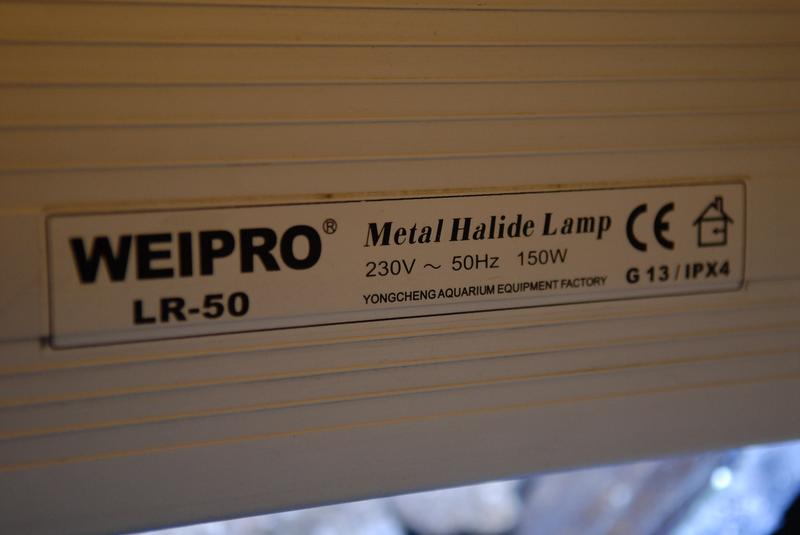 WEIPRO®
LR-50
Metal Halide Lamp
230V ～ 50Hz 150W
YONGCHENG AQUARIUM EQUIPMENT FACTORY
CE
G 13 / IPX4